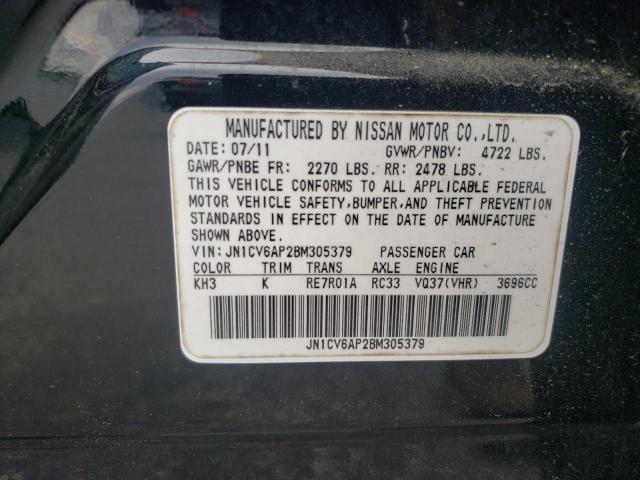 MANUFACTURED BY NISSAN MOTOR CO.,LTD.
DATE: 07/11 GVWR/PNBV: 4722 LBS.
GAWR/PNBE FR: 2270 LBS. RR: 2478 LBS.
THIS VEHICLE CONFORMS TO ALL APPLICABLE FEDERAL
MOTOR VEHICLE SAFETY,BUMPER,AND THEFT PREVENTION
STANDARDS IN EFFECT ON THE DATE OF MANUFACTURE
SHOWN ABOVE.
VIN: JN1CV6AP2BM305379 PASSENGER CAR
COLOR TRIM TRANS AXLE ENGINE
KH3 K RE7R01A RC33 VQ37(VHR) 3696CC
JN1CV6AP2BM305379